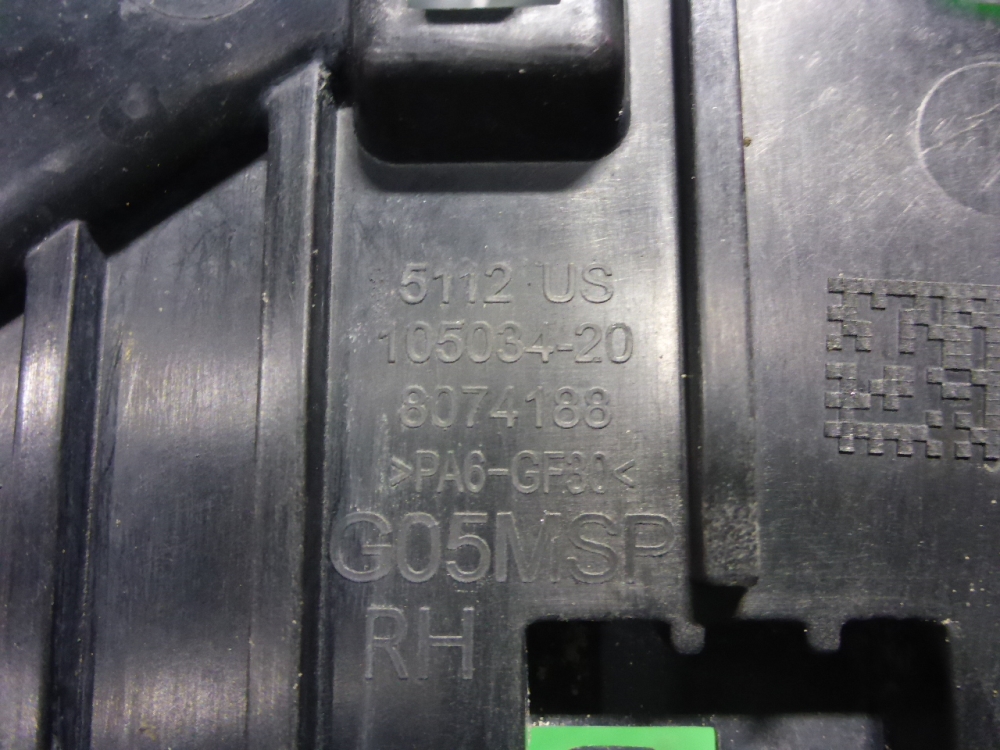 5112 US
105034-20
8074188
>PA6-GF30<
G05MSP
RH